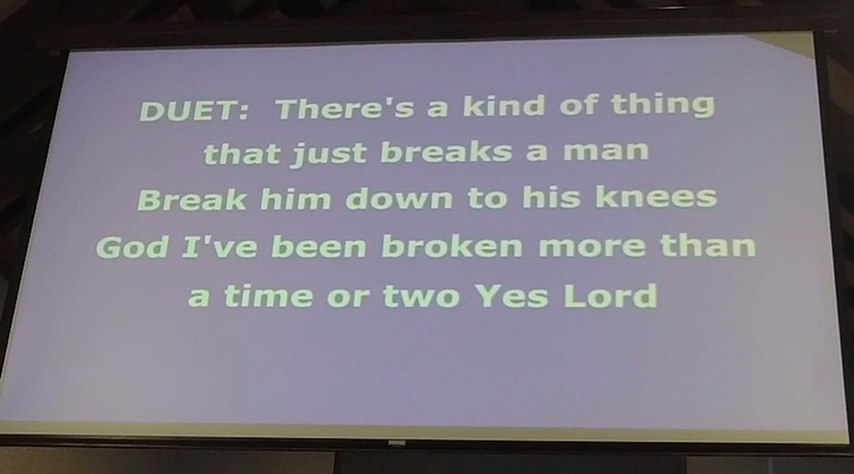 DUET:  There's a kind of thing
that just breaks a man
Break him down to his knees
God I've been broken more than
a time or two Yes Lord